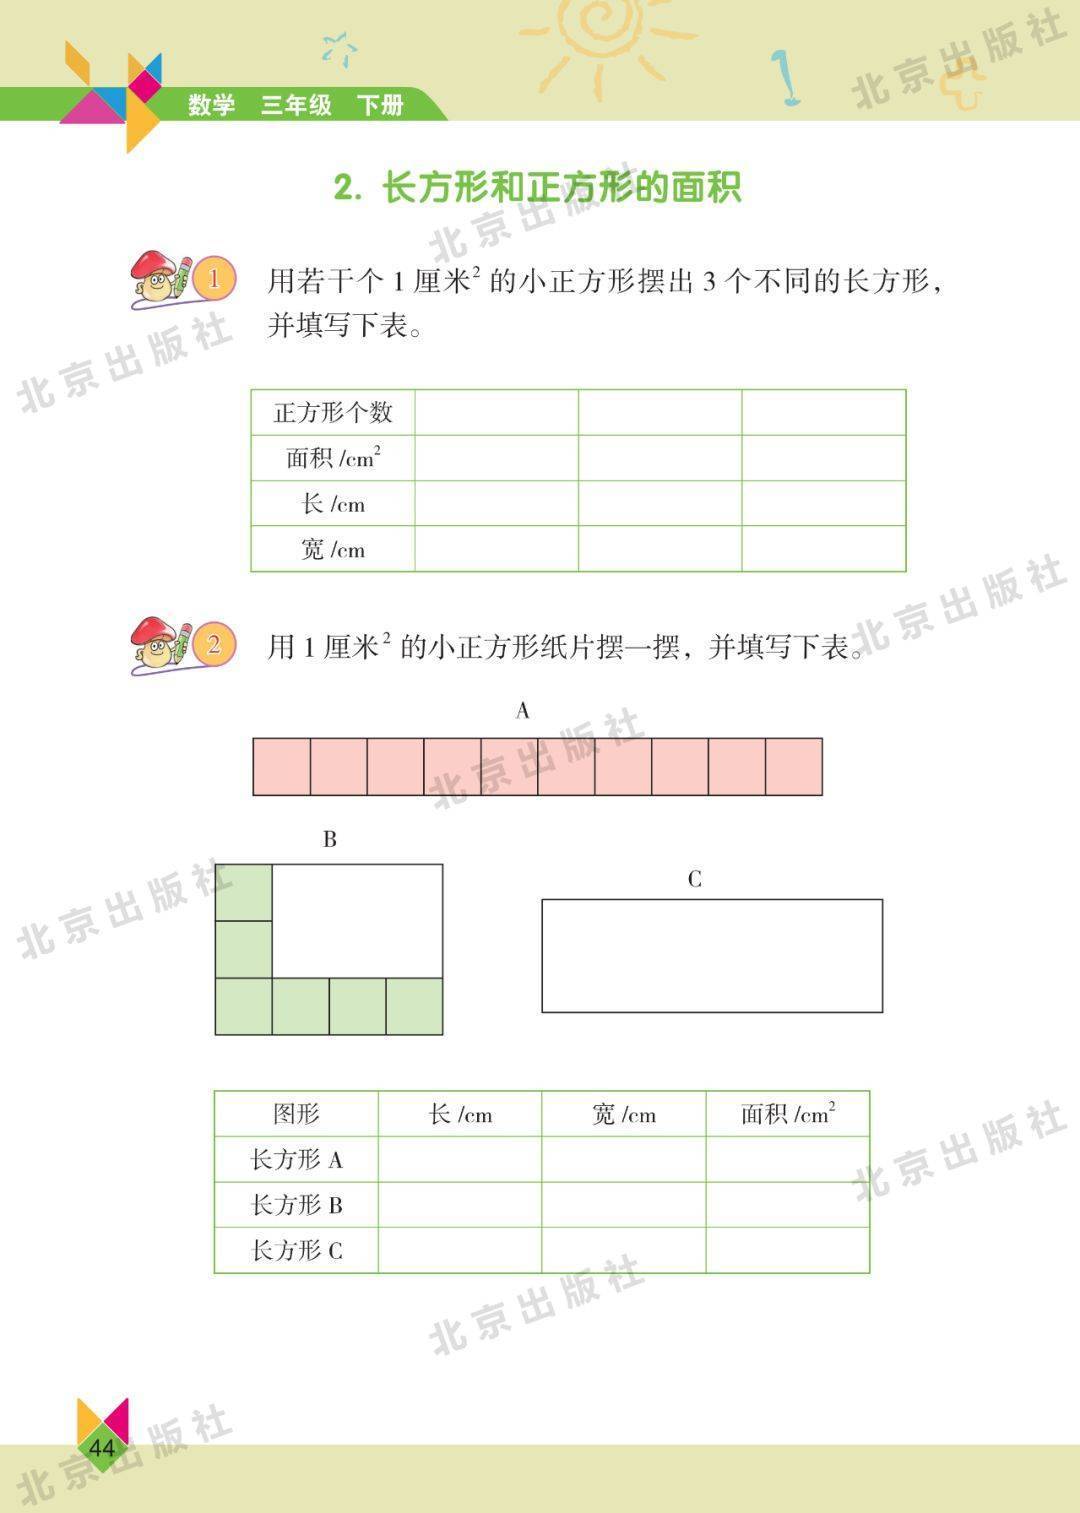 数学 三年级 下册
北京出版社
2. 长方形和正方形的面积
北京出版社
1 用若干个 1 厘米² 的小正方形摆出 3 个不同的长方形，
并填写下表。
北京出版社
正方形个数
面积 /cm²
长 /cm
宽 /cm
北京出版社
2 用 1 厘米² 的小正方形纸片摆一摆，并填写下表。
A
北京出版社
B
C
北京出版社
图形 长 /cm 宽 /cm 面积 /cm²
长方形 A
长方形 B
长方形 C
北京出版社
北京出版社
44
北京出版社